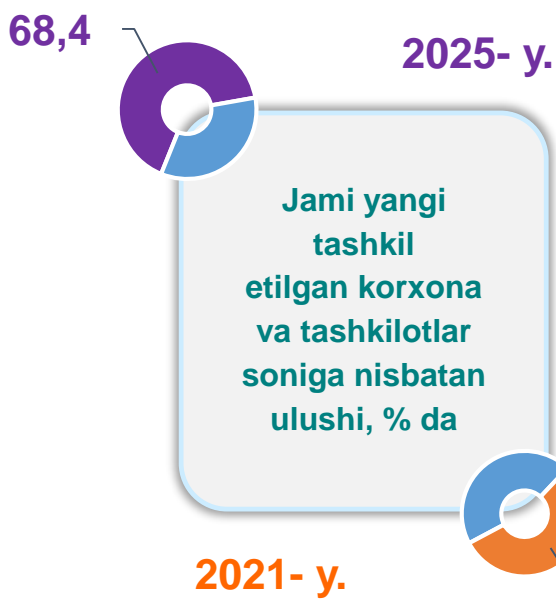 68,4
2025- y.
Jami yangi
tashkil
etilgan korxona
va tashkilotlar
soniga nisbatan
ulushi, % da
2021- y.